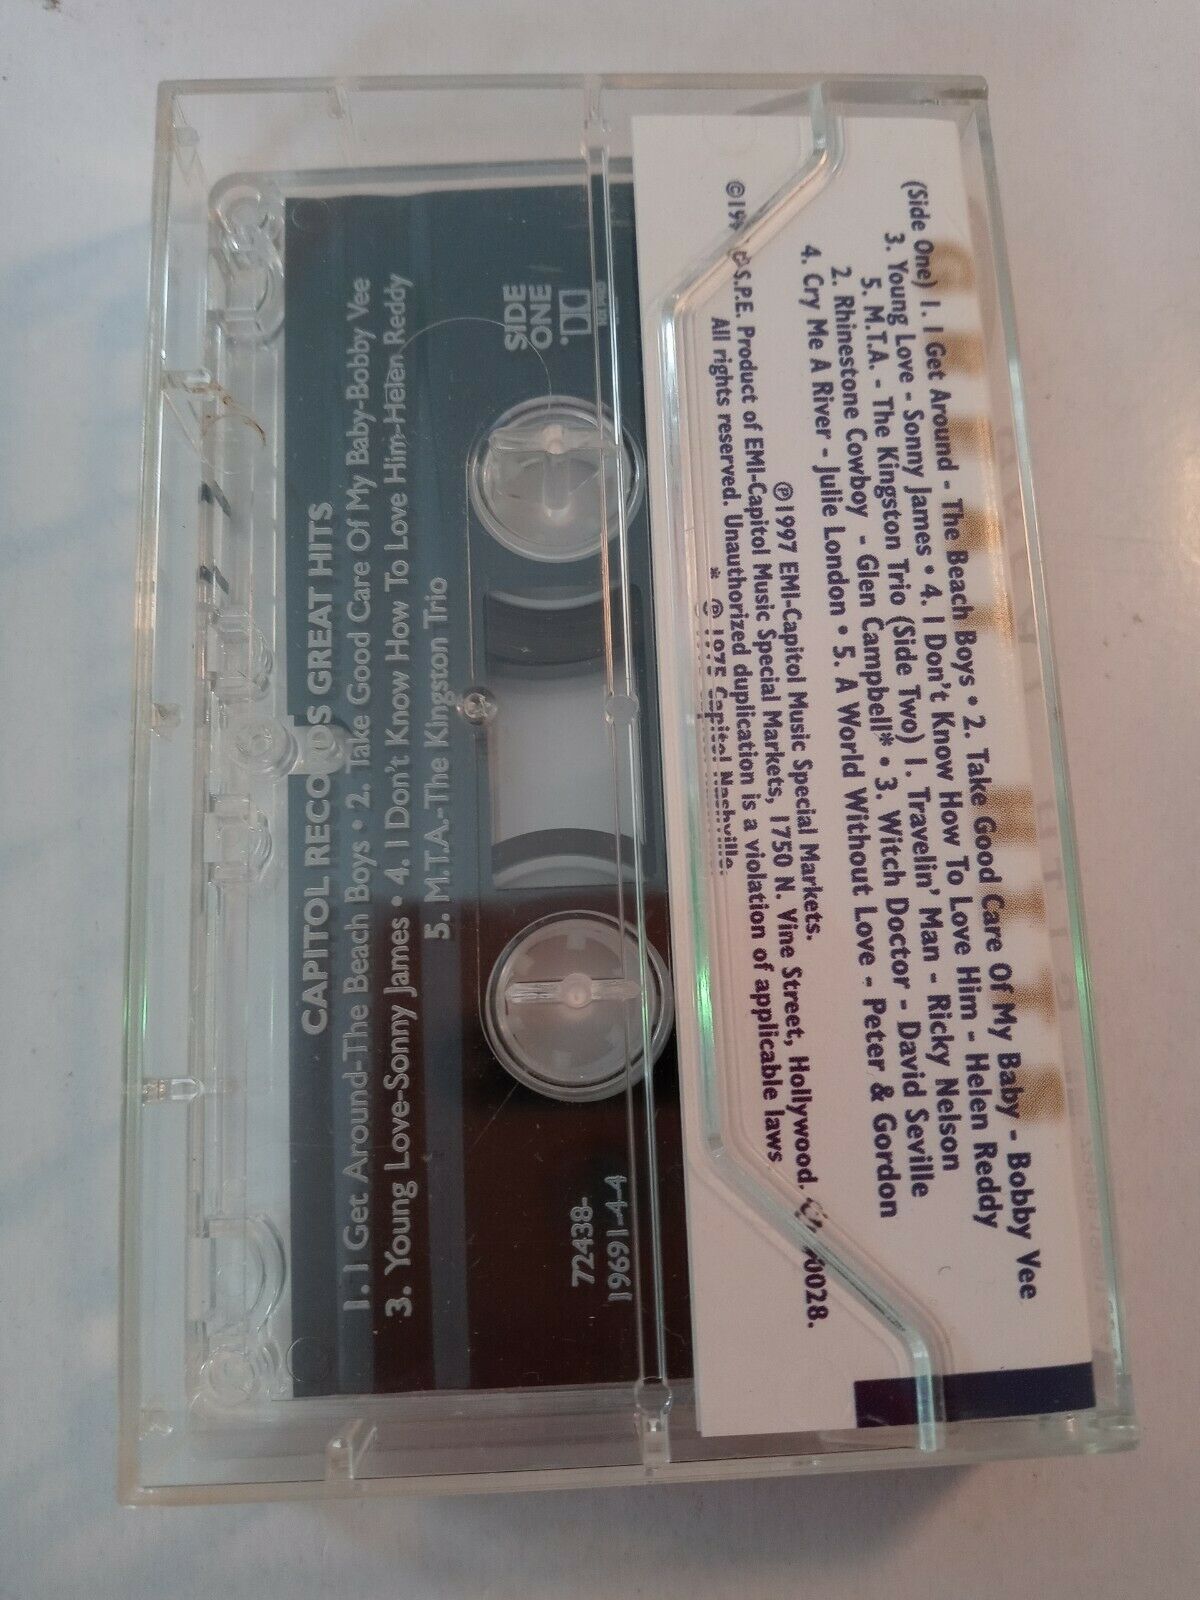 CAPITOL RECORDS GREAT HITS
1. I Get Around-The Beach Boys • 2. Take Good Care Of My Baby-Bobby Vee
3. Young Love-Sonny James • 4. I Don't Know How To Love Him-Helen Reddy
5. M.T.A.-The Kingston Trio
SIDE
ONE
72438-
19691-4-4
(Side One) 1. I Get Around - The Beach Boys • 2. Take Good Care Of My Baby - Bobby Vee
3. Young Love - Sonny James • 4. I Don't Know How To Love Him - Helen Reddy
5. M.T.A. - The Kingston Trio (Side Two) 1. Travelin' Man - Ricky Nelson
2. Rhinestone Cowboy - Glen Campbell* • 3. Witch Doctor - David Seville
4. Cry Me A River - Julie London • 5. A World Without Love - Peter & Gordon
℗1997 EMI-Capitol Music Special Markets.
S.P.E. Product of EMI-Capitol Music Special Markets, 1750 N. Vine Street, Hollywood,
All rights reserved. Unauthorized duplication is a violation of applicable laws
* ℗ 1975 Capitol Nashville.